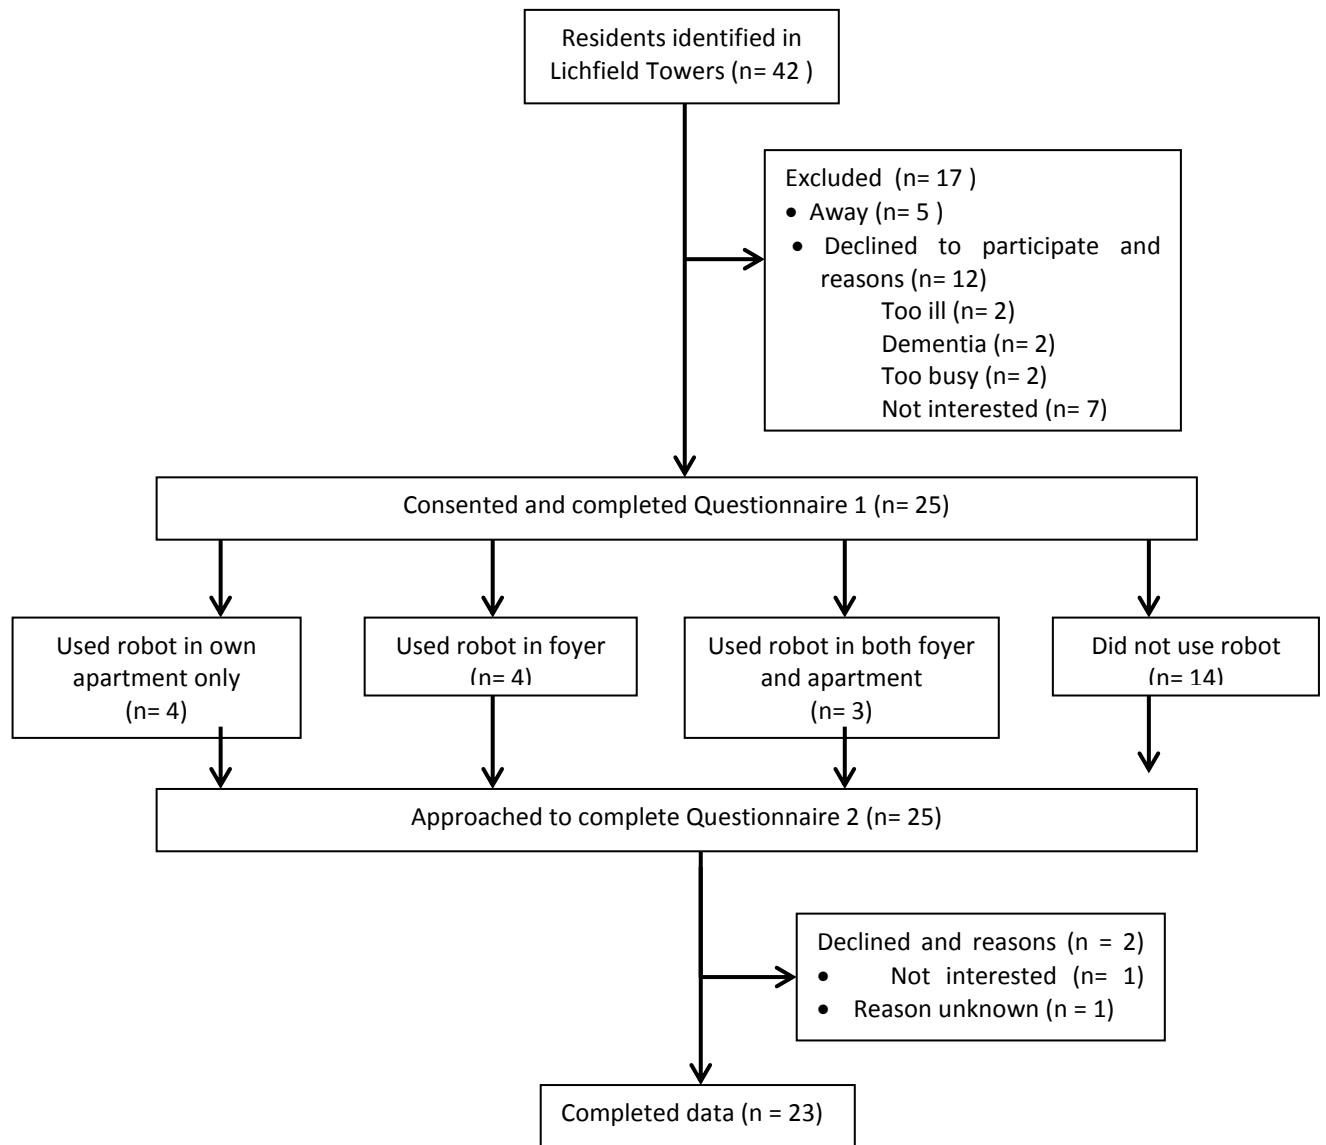 Residents identified in
Lichfield Towers (n= 42 )
Excluded  (n= 17 )
• Away (n= 5 )
• Declined to participate and
reasons (n= 12)
Too ill (n= 2)
Dementia (n= 2)
Too busy (n= 2)
Not interested (n= 7)
Consented and completed Questionnaire 1 (n= 25)
Used robot in own
apartment only
(n= 4)
Used robot in foyer
(n= 4)
Used robot in both foyer
and apartment
(n= 3)
Did not use robot
(n= 14)
Approached to complete Questionnaire 2 (n= 25)
Declined and reasons (n = 2)
• Not interested (n= 1)
• Reason unknown (n = 1)
Completed data (n = 23)